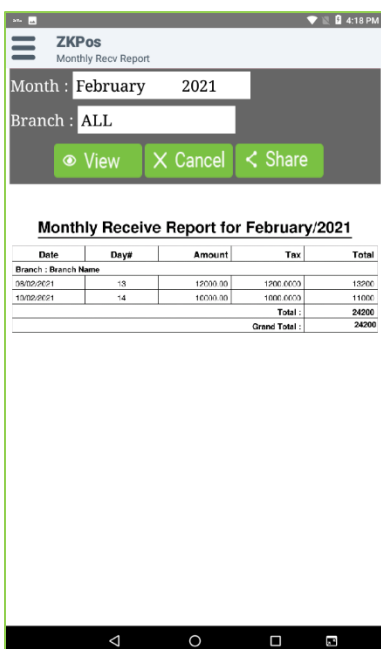 4:18 PM
ZKPos
Monthly Recv Report
Month : February 2021
Branch : ALL
View Cancel Share
Monthly Receive Report for February/2021
Date Day# Amount Tax Total
Branch : Branch Name
08/02/2021 13 12000.00 1200.0000 13200
10/02/2021 14 10000.00 1000.0000 11000
Total : 24200
Grand Total : 24200